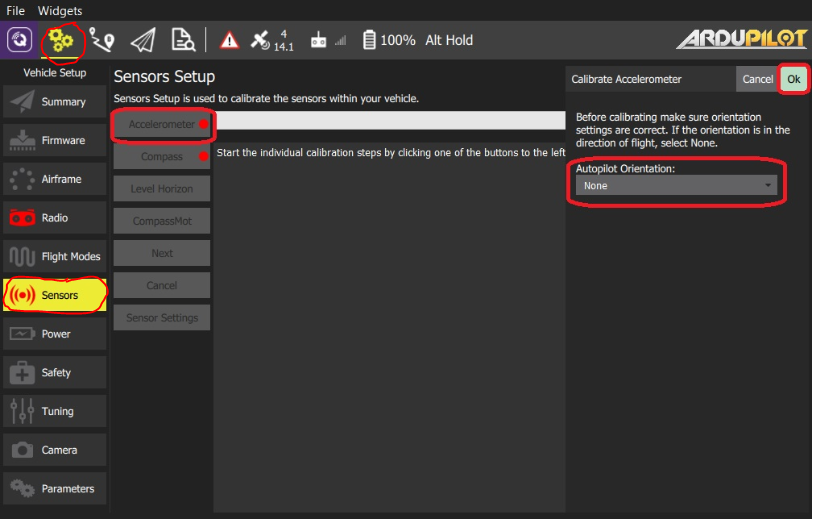 File Widgets
4
14.1
100% Alt Hold
ARDUPILOT
Vehicle Setup
Summary
Firmware
Airframe
Radio
Flight Modes
Sensors
Power
Safety
Tuning
Camera
Parameters
Sensors Setup
Sensors Setup is used to calibrate the sensors within your vehicle.
Accelerometer
Compass
Level Horizon
CompassMot
Next
Cancel
Sensor Settings
Start the individual calibration steps by clicking one of the buttons to the left
Calibrate Accelerometer
Cancel Ok
Before calibrating make sure orientation
settings are correct. If the orientation is in the
direction of flight, select None.
Autopilot Orientation:
None